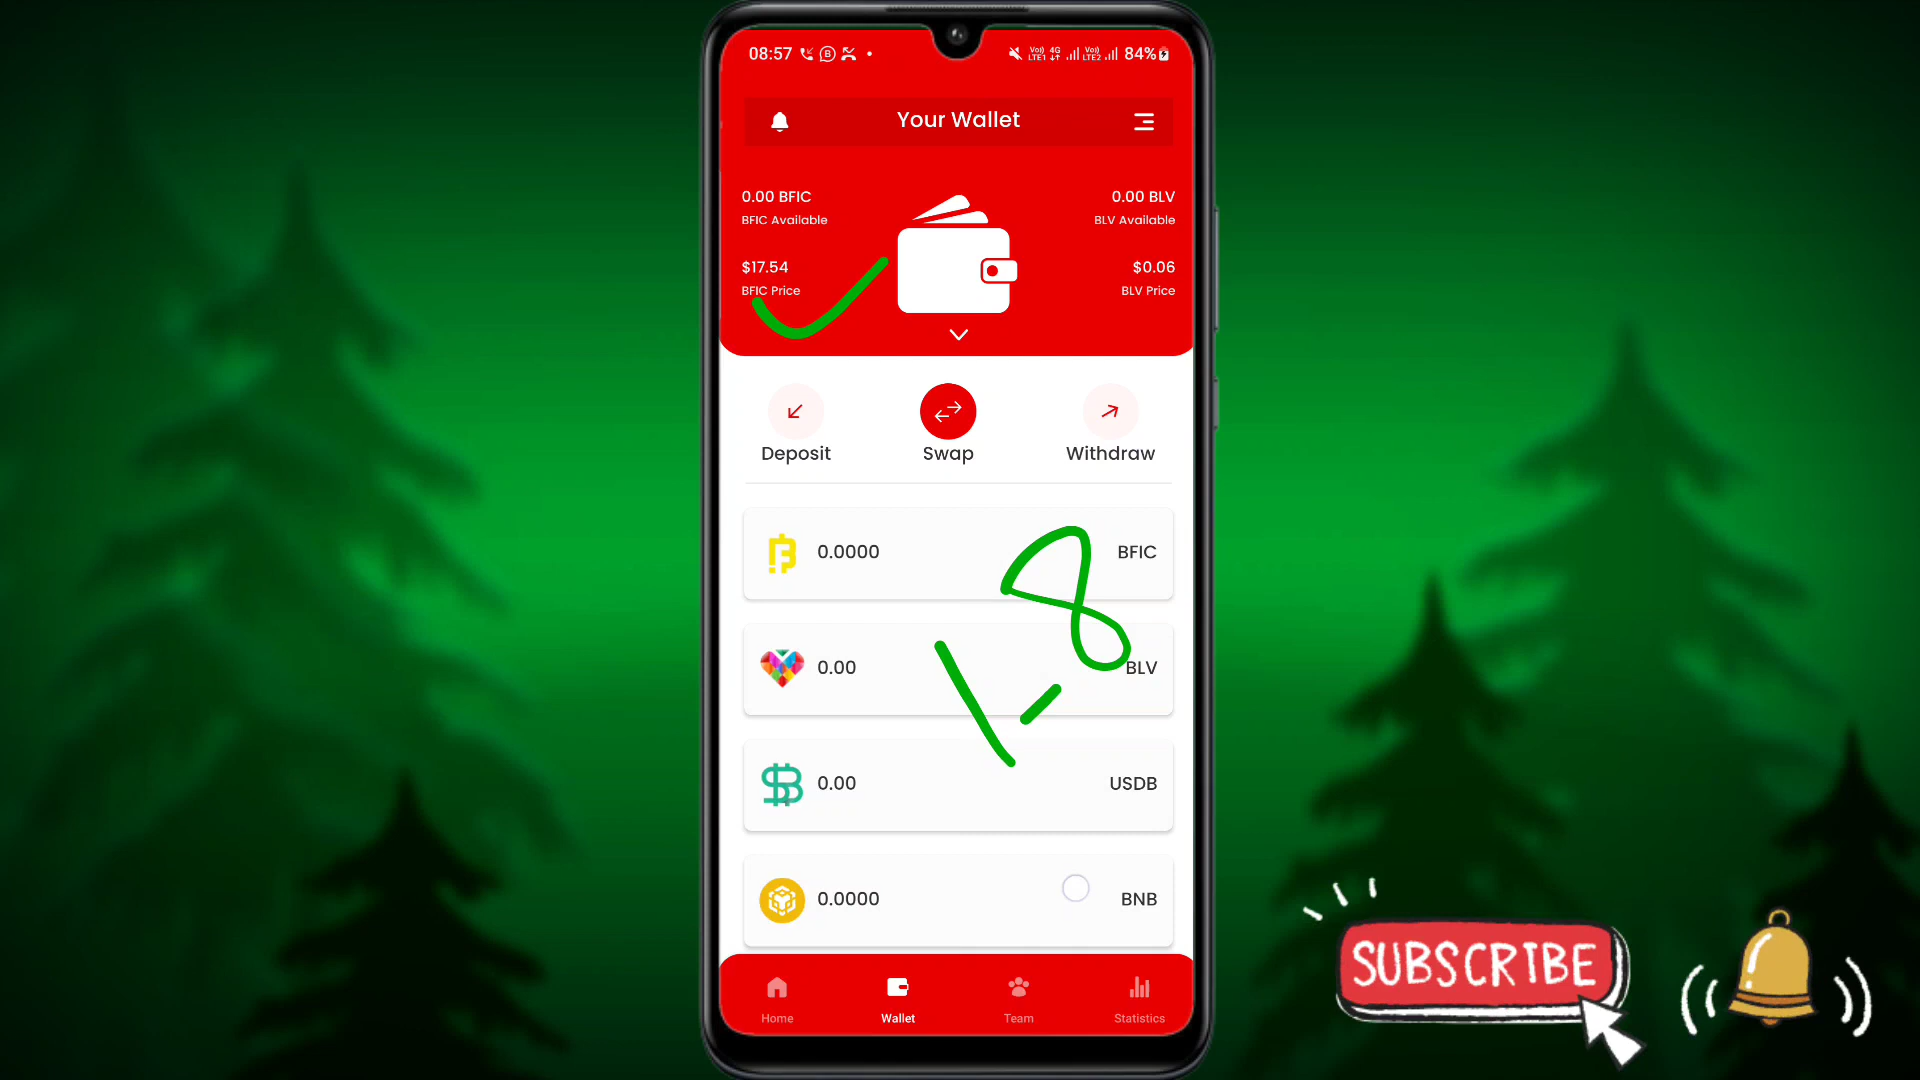 08:57
84%
Your Wallet
0.00 BFIC
BFIC Available
0.00 BLV
BLV Available
$17.54
BFIC Price
$0.06
BLV Price
Deposit
Swap
Withdraw
0.0000 BFIC
0.00 BLV
0.00 USDB
0.0000 BNB
Home
Wallet
Team
Statistics
SUBSCRIBE